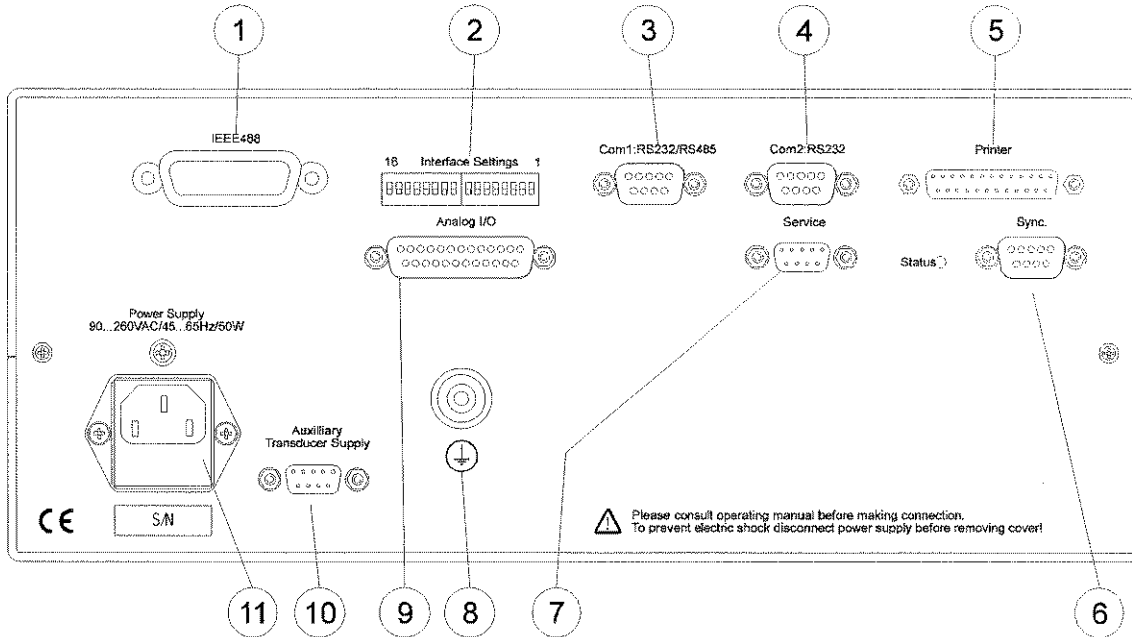 1 2 3 4 5
IEEE488
16 Interface Settings 1
Com1:RS232/RS485
Com2:RS232
Printer
Analog I/O
Service
Sync.
Status
Power Supply
90...260VAC/45...65Hz/50W
Auxilliary
Transducer Supply
CE
S/N
Please consult operating manual before making connection.
To prevent electric shock disconnect power supply before removing cover!
11 10 9 8 7 6